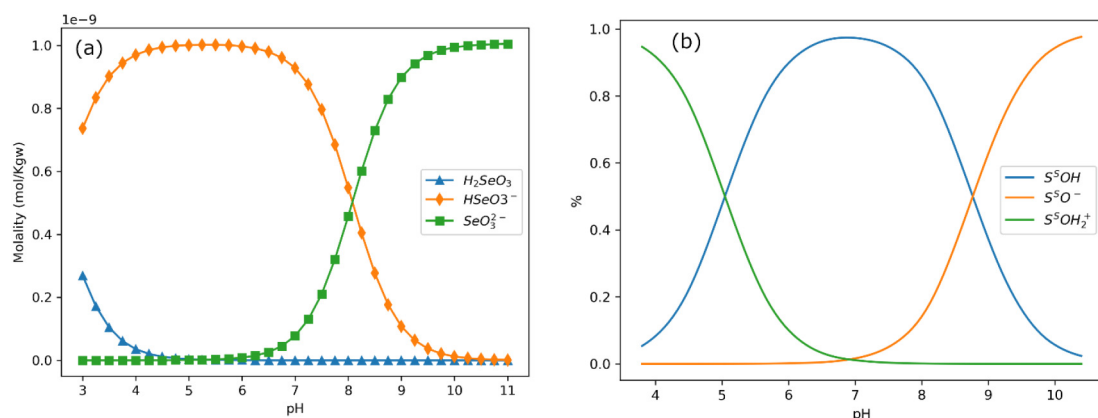 1e−9
(a)
1.0
0.8
0.6
0.4
0.2
0.0
Molality (mol/Kgw)
H₂SeO₃
HSeO3⁻
SeO₃²⁻
3 4 5 6 7 8 9 10 11
pH
(b)
1.0
0.8
0.6
0.4
0.2
0.0
%
SˢOH
SˢO⁻
SˢOH₂⁺
4 5 6 7 8 9 10
pH